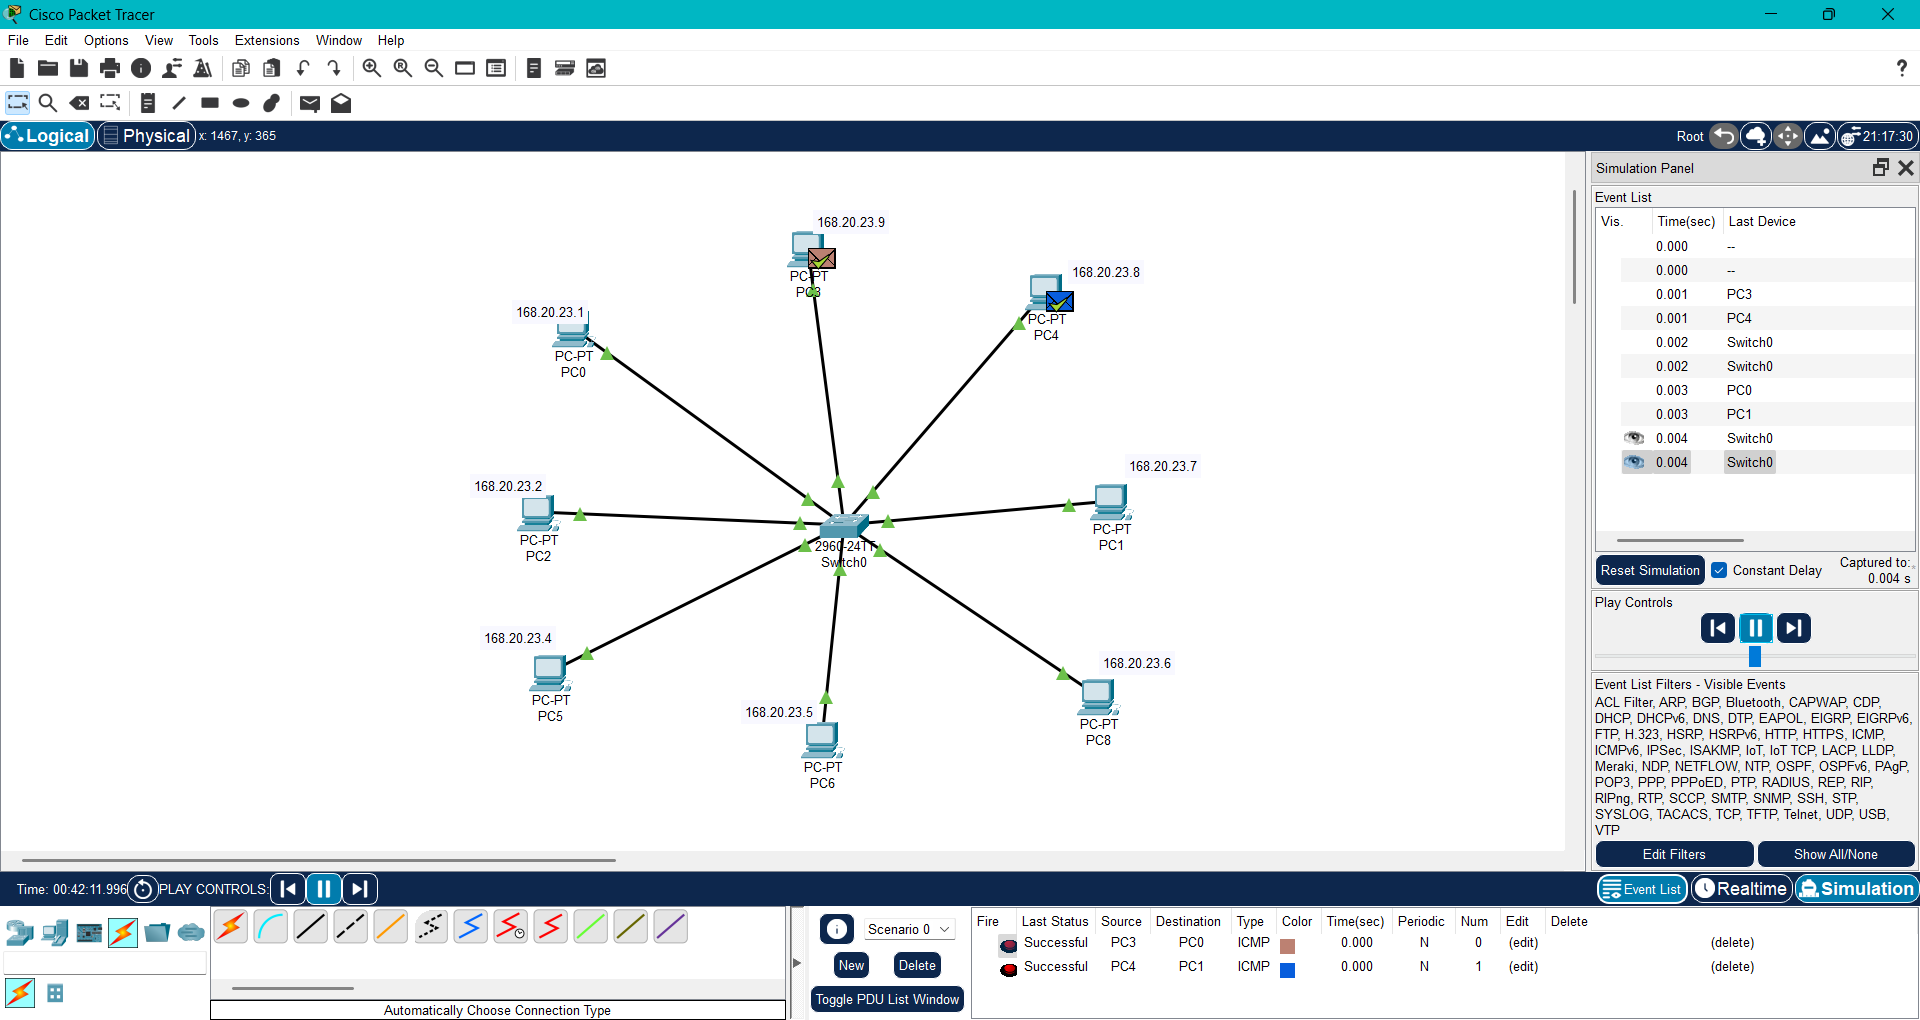 Cisco Packet Tracer
File Edit Options View Tools Extensions Window Help
?
Logical Physical x: 1467, y: 365
Root 21:17:30
168.20.23.9
PC-PT
PC3
168.20.23.8
PC-PT
PC4
168.20.23.1
PC-PT
PC0
168.20.23.7
PC-PT
PC1
168.20.23.2
PC-PT
PC2
2960-24TT
Switch0
168.20.23.4
PC-PT
PC5
168.20.23.5
PC-PT
PC6
168.20.23.6
PC-PT
PC8
Simulation Panel
Event List
Vis. Time(sec) Last Device
0.000 --
0.000 --
0.001 PC3
0.001 PC4
0.002 Switch0
0.002 Switch0
0.003 PC0
0.003 PC1
0.004 Switch0
0.004 Switch0
Reset Simulation Constant Delay Captured to:
0.004 s
Play Controls
Event List Filters - Visible Events
ACL Filter, ARP, BGP, Bluetooth, CAPWAP, CDP,
DHCP, DHCPv6, DNS, DTP, EAPOL, EIGRP, EIGRPv6,
FTP, H.323, HSRP, HSRPv6, HTTP, HTTPS, ICMP,
ICMPv6, IPSec, ISAKMP, IoT, IoT TCP, LACP, LLDP,
Meraki, NDP, NETFLOW, NTP, OSPF, OSPFv6, PAgP,
POP3, PPP, PPPoED, PTP, RADIUS, REP, RIP,
RIPng, RTP, SCCP, SMTP, SNMP, SSH, STP,
SYSLOG, TACACS, TCP, TFTP, Telnet, UDP, USB,
VTP
Edit Filters Show All/None
Time: 00:42:11.996 PLAY CONTROLS: Event List Realtime Simulation
Automatically Choose Connection Type
Scenario 0
New Delete
Toggle PDU List Window
Fire Last Status Source Destination Type Color Time(sec) Periodic Num Edit Delete
Successful PC3 PC0 ICMP 0.000 N 0 (edit) (delete)
Successful PC4 PC1 ICMP 0.000 N 1 (edit) (delete)